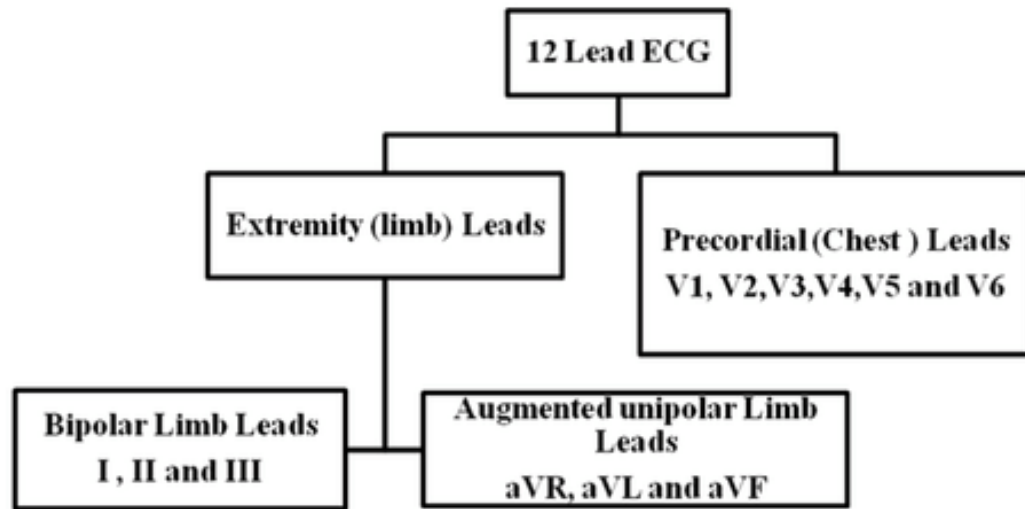 12 Lead ECG
Extremity (limb) Leads
Precordial (Chest ) Leads
V1, V2,V3,V4,V5 and V6
Bipolar Limb Leads
I , II and III
Augmented unipolar Limb
Leads
aVR, aVL and aVF